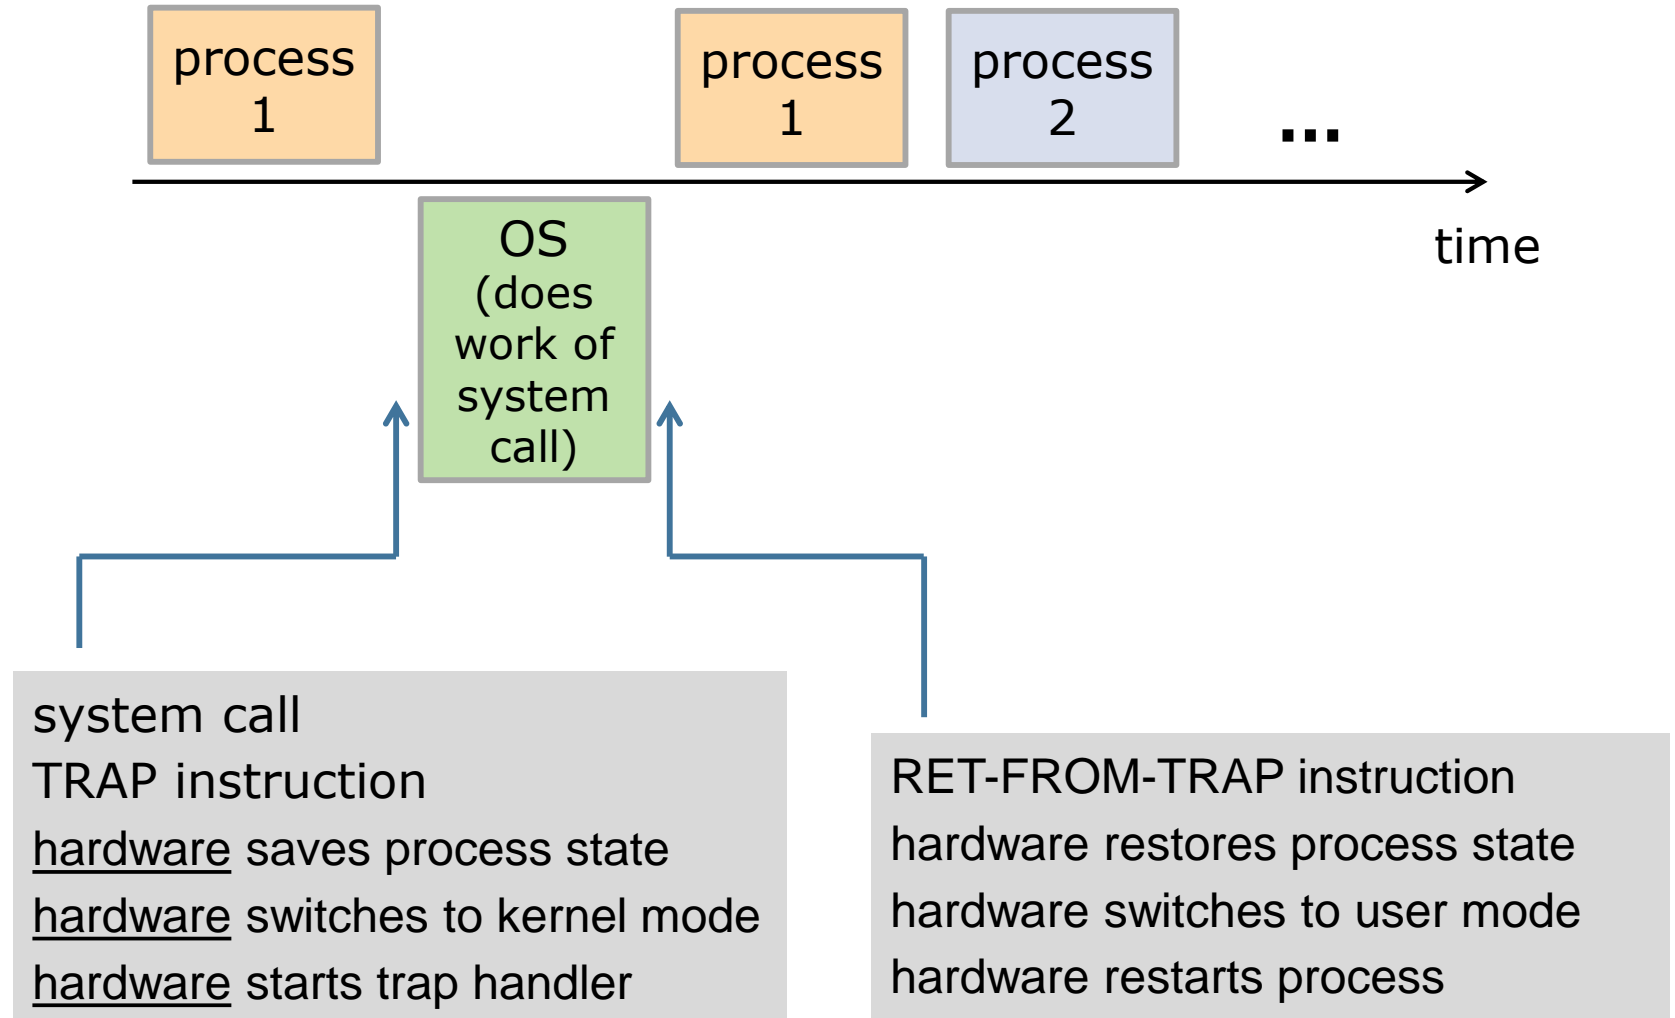 process
1
process
1
process
2
...
time
OS
(does
work of
system
call)
system call
TRAP instruction
hardware saves process state
hardware switches to kernel mode
hardware starts trap handler
RET-FROM-TRAP instruction
hardware restores process state
hardware switches to user mode
hardware restarts process